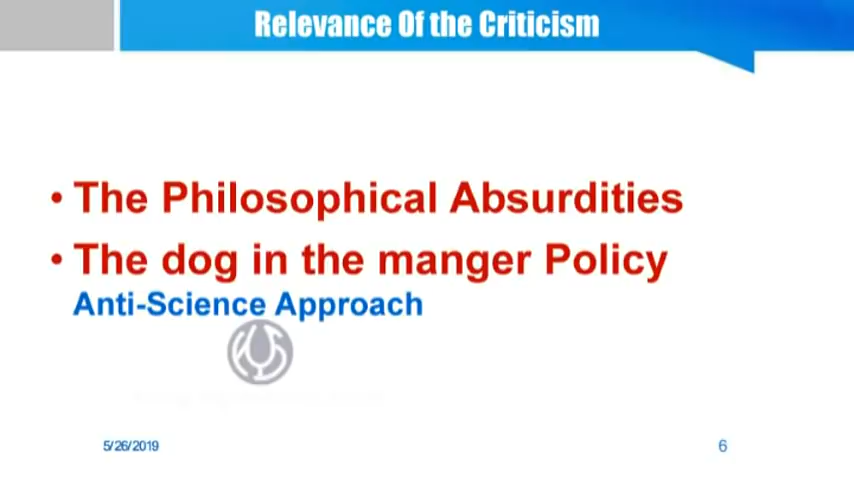 Relevance Of the Criticism
• The Philosophical Absurdities
• The dog in the manger Policy
Anti-Science Approach
5/26/2019
6